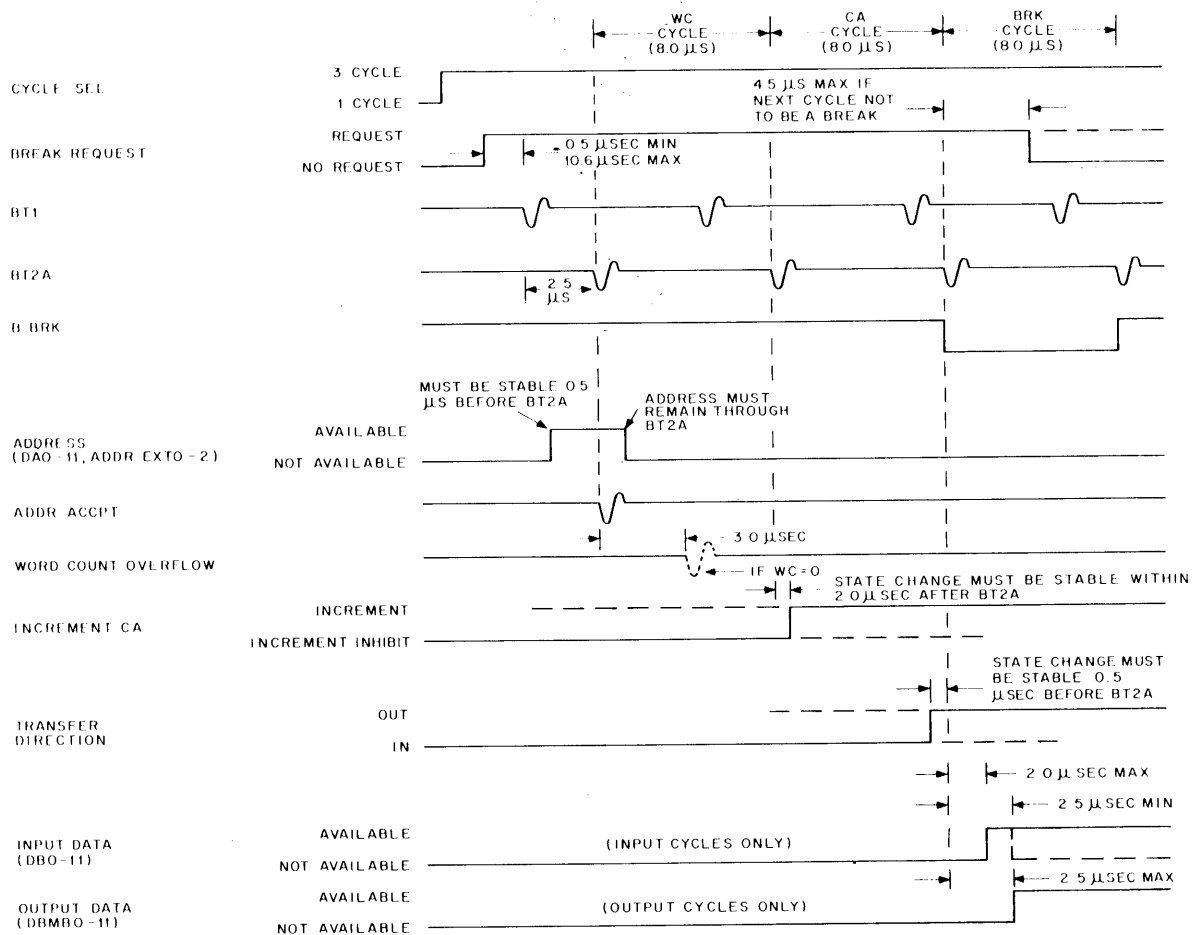 WC CYCLE (8.0 µS)
CA CYCLE (80 µS)
BRK CYCLE (80 µS)
CYCLE SEL
3 CYCLE
1 CYCLE
4.5 µS MAX IF
NEXT CYCLE NOT
TO BE A BREAK
BREAK REQUEST
REQUEST
NO REQUEST
0.5 µSEC MIN
10.6 µSEC MAX
BT1
BT2A
2 5
µS
B BRK
MUST BE STABLE 0.5
µS BEFORE BT2A
ADDRESS MUST
REMAIN THROUGH
BT2A
ADDRESS
(DA0-11, ADDR EXT0-2)
AVAILABLE
NOT AVAILABLE
ADDR ACCPT
3 0 µSEC
WORD COUNT OVERFLOW
IF WC=0
STATE CHANGE MUST BE STABLE WITHIN
2 0 µSEC AFTER BT2A
INCREMENT CA
INCREMENT
INCREMENT INHIBIT
STATE CHANGE MUST
BE STABLE 0.5
µSEC BEFORE BT2A
TRANSFER
DIRECTION
OUT
IN
2 0 µSEC MAX
2 5 µSEC MIN
INPUT DATA
(DB0-11)
AVAILABLE
NOT AVAILABLE
(INPUT CYCLES ONLY)
2 5 µSEC MAX
OUTPUT DATA
(DBMB0-11)
AVAILABLE
NOT AVAILABLE
(OUTPUT CYCLES ONLY)